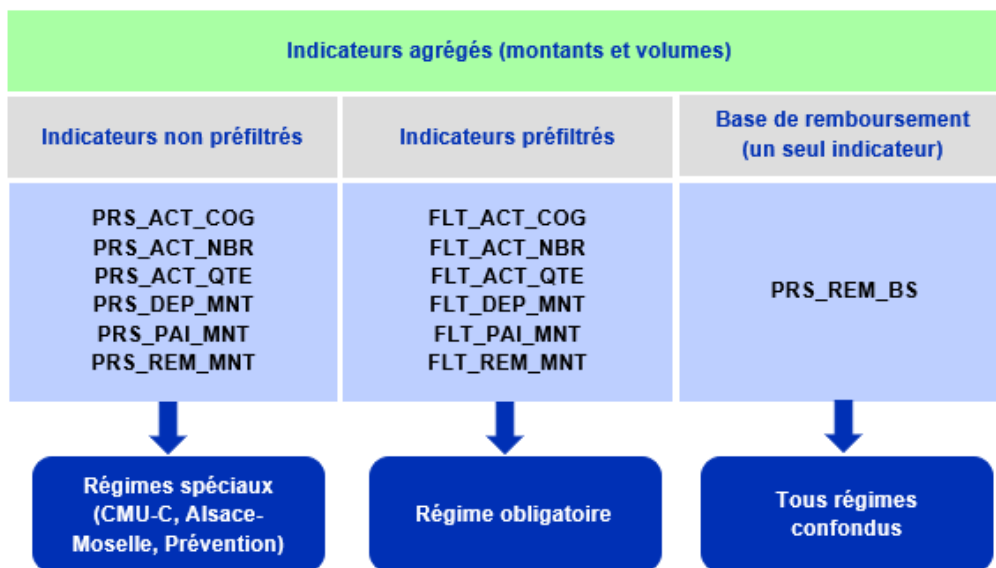 Indicateurs agrégés (montants et volumes)
Indicateurs non préfiltrés
Indicateurs préfiltrés
Base de remboursement
(un seul indicateur)
PRS_ACT_COG
PRS_ACT_NBR
PRS_ACT_QTE
PRS_DEP_MNT
PRS_PAI_MNT
PRS_REM_MNT
FLT_ACT_COG
FLT_ACT_NBR
FLT_ACT_QTE
FLT_DEP_MNT
FLT_PAI_MNT
FLT_REM_MNT
PRS_REM_BS
Régimes spéciaux
(CMU-C, Alsace-
Moselle, Prévention)
Régime obligatoire
Tous régimes
confondus